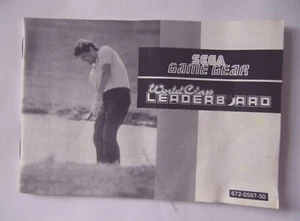 SEGA
GAME GEAR
World Class
LEADERBOARD
672-0597-50